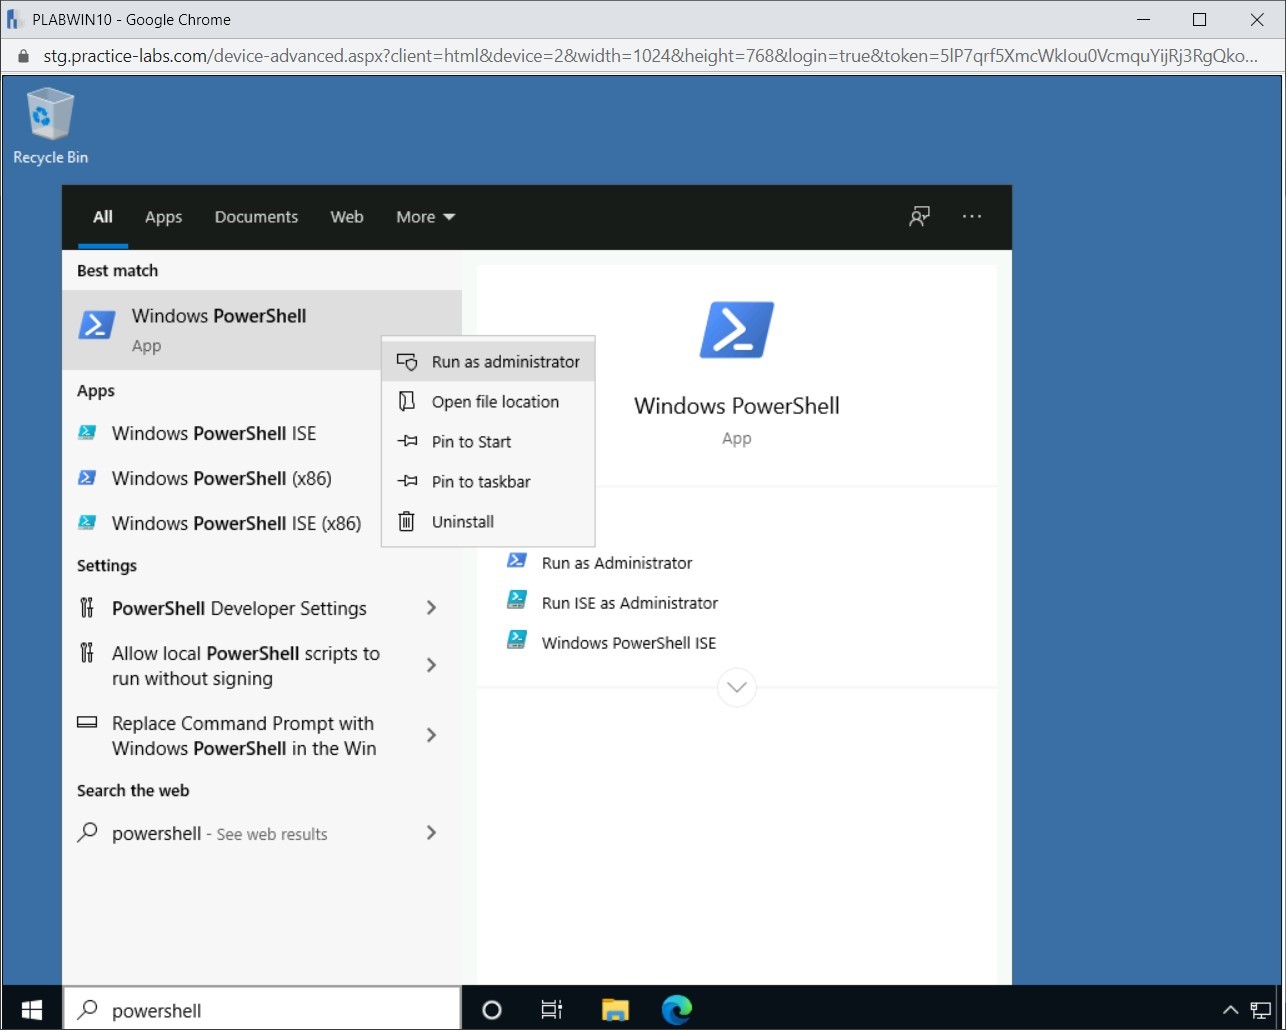 PLABWIN10 - Google Chrome
stg.practice-labs.com/device-advanced.aspx?client=html&device=2&width=1024&height=768&login=true&token=5lP7qrf5XmcWkIou0VcmquYijRj3RgQko...
Recycle Bin
All Apps Documents Web More
Best match
Windows PowerShell
App
Apps
Windows PowerShell ISE
Windows PowerShell (x86)
Windows PowerShell ISE (x86)
Settings
PowerShell Developer Settings
Allow local PowerShell scripts to
run without signing
Replace Command Prompt with
Windows PowerShell in the Win
Search the web
powershell - See web results
Run as administrator
Open file location
Pin to Start
Pin to taskbar
Uninstall
Windows PowerShell
App
Run as Administrator
Run ISE as Administrator
Windows PowerShell ISE
powershell